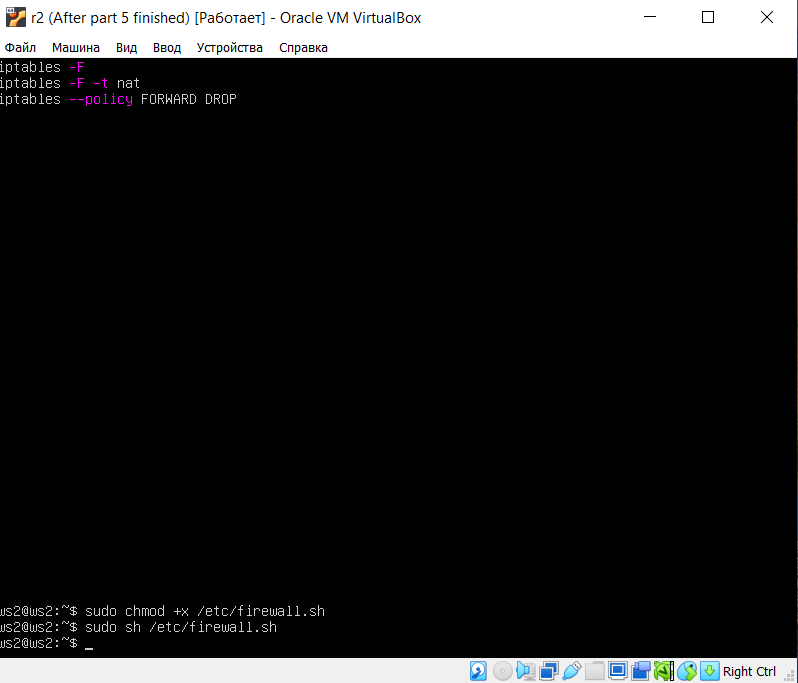 r2 (After part 5 finished) [Работает] - Oracle VM VirtualBox
Файл Машина Вид Ввод Устройства Справка
iptables -F
iptables -F -t nat
iptables --policy FORWARD DROP
ws2@ws2:~$ sudo chmod +x /etc/firewall.sh
ws2@ws2:~$ sudo sh /etc/firewall.sh
ws2@ws2:~$ _
Right Ctrl